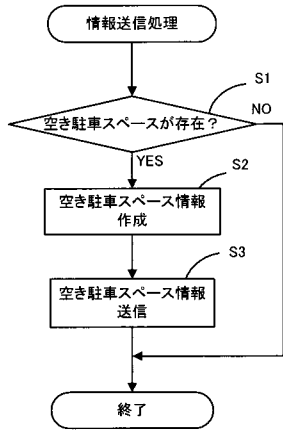 情報送信処理
S1
空き駐車スペースが存在?
NO
YES
S2
空き駐車スペース情報
作成
S3
空き駐車スペース情報
送信
終了